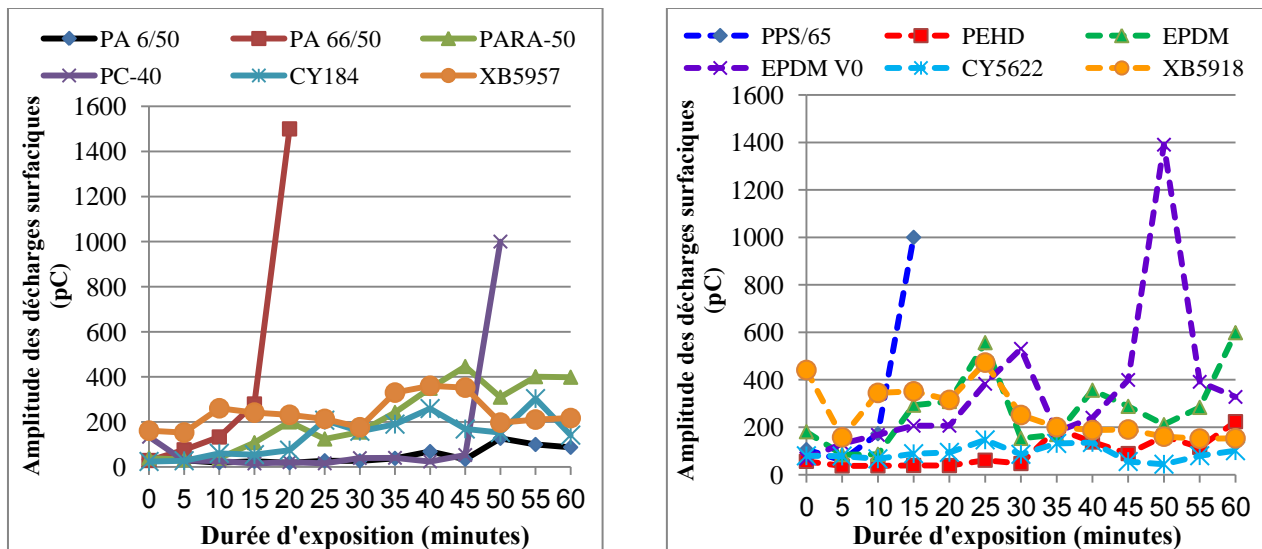 PA 6/50 PA 66/50 PARA-50
PC-40 CY184 XB5957
Amplitude des décharges surfaciques
(pC)
1600
1400
1200
1000
800
600
400
200
0
0 5 10 15 20 25 30 35 40 45 50 55 60
Durée d'exposition (minutes)
PPS/65 PEHD EPDM
EPDM V0 CY5622 XB5918
Amplitude des décharges surfaciques
(pC)
1600
1400
1200
1000
800
600
400
200
0
0 5 10 15 20 25 30 35 40 45 50 55 60
Durée d'exposition (minutes)